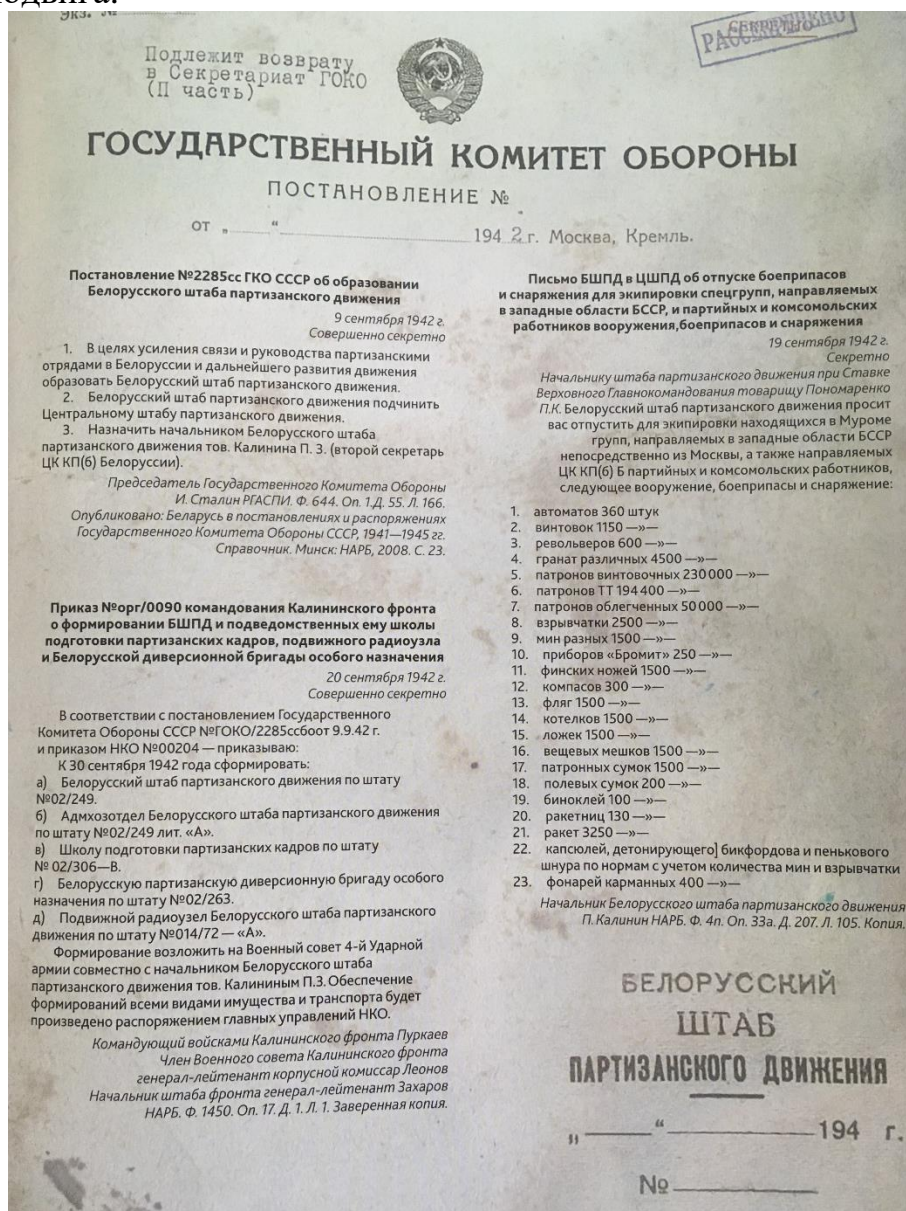 подвига.
Экз. №
Подлежит возврату
в Секретариат ГОКО
(II часть)
РАССЕКРЕЧЕНО
ГОСУДАРСТВЕННЫЙ КОМИТЕТ ОБОРОНЫ
ПОСТАНОВЛЕНИЕ №
от „ “ 194 2 г. Москва, Кремль.
Постановление №2285сс ГКО СССР об образовании
Белорусского штаба партизанского движения
9 сентября 1942 г.
Совершенно секретно
1. В целях усиления связи и руководства партизанскими
отрядами в Белоруссии и дальнейшего развития движения
образовать Белорусский штаб партизанского движения.
2. Белорусский штаб партизанского движения подчинить
Центральному штабу партизанского движения.
3. Назначить начальником Белорусского штаба
партизанского движения тов. Калинина П. З. (второй секретарь
ЦК КП(б) Белоруссии).
Председатель Государственного Комитета Обороны
И. Сталин РГАСПИ. Ф. 644. Оп. 1.Д. 55. Л. 166.
Опубликовано: Беларусь в постановлениях и распоряжениях
Государственного Комитета Обороны СССР, 1941—1945 гг.
Справочник. Минск: НАРБ, 2008. С. 23.
Приказ №орг/0090 командования Калининского фронта
о формировании БШПД и подведомственных ему школы
подготовки партизанских кадров, подвижного радиоузла
и Белорусской диверсионной бригады особого назначения
20 сентября 1942 г.
Совершенно секретно
В соответствии с постановлением Государственного
Комитета Обороны СССР №ГОКО/2285ссбоот 9.9.42 г.
и приказом НКО №00204 — приказываю:
К 30 сентября 1942 года сформировать:
а) Белорусский штаб партизанского движения по штату
№02/249.
б) Адмхозотдел Белорусского штаба партизанского движения
по штату №02/249 лит. «А».
в) Школу подготовки партизанских кадров по штату
№ 02/306—В.
г) Белорусскую партизанскую диверсионную бригаду особого
назначения по штату №02/263.
д) Подвижной радиоузел Белорусского штаба партизанского
движения по штату №014/72 — «А».
Формирование возложить на Военный совет 4-й Ударной
армии совместно с начальником Белорусского штаба
партизанского движения тов. Калининым П.З. Обеспечение
формирований всеми видами имущества и транспорта будет
произведено распоряжением главных управлений НКО.
Командующий войсками Калининского фронта Пуркаев
Член Военного совета Калининского фронта
генерал-лейтенант корпусной комиссар Леонов
Начальник штаба фронта генерал-лейтенант Захаров
НАРБ. Ф. 1450. Оп. 17. Д. 1. Л. 1. Заверенная копия.
Письмо БШПД в ЦШПД об отпуске боеприпасов
и снаряжения для экипировки спецгрупп, направляемых
в западные области БССР, и партийных и комсомольских
работников вооружения,боеприпасов и снаряжения
19 сентября 1942 г.
Секретно
Начальнику штаба партизанского движения при Ставке
Верховного Главнокомандования товарищу Пономаренко
П.К. Белорусский штаб партизанского движения просит
вас отпустить для экипировки находящихся в Муроме
групп, направляемых в западные области БССР
непосредственно из Москвы, а также направляемых
ЦК КП(б) Б партийных и комсомольских работников,
следующее вооружение, боеприпасы и снаряжение:
1. автоматов 360 штук
2. винтовок 1150 —»—
3. револьверов 600 —»—
4. гранат различных 4500 —»—
5. патронов винтовочных 230 000 —»—
6. патронов ТТ 194 400 —»—
7. патронов облегченных 50 000 —»—
8. взрывчатки 2500 —»—
9. мин разных 1500 —»—
10. приборов «Бромит» 250 —»—
11. финских ножей 1500 —»—
12. компасов 300 —»—
13. фляг 1500 —»—
14. котелков 1500 —»—
15. ложек 1500 —»—
16. вещевых мешков 1500 —»—
17. патронных сумок 1500 —»—
18. полевых сумок 200 —»—
19. биноклей 100 —»—
20. ракетниц 130 —»—
21. ракет 3250 —»—
22. капсюлей, детонирующего] бикфордова и пенькового
шнура по нормам с учетом количества мин и взрывчатки
23. фонарей карманных 400 —»—
Начальник Белорусского штаба партизанского движения
П. Калинин НАРБ. Ф. 4п. Оп. 33а. Д. 207. Л. 105. Копия.
БЕЛОРУССКИЙ
ШТАБ
ПАРТИЗАНСКОГО ДВИЖЕНИЯ
„ “ 194 г.
№